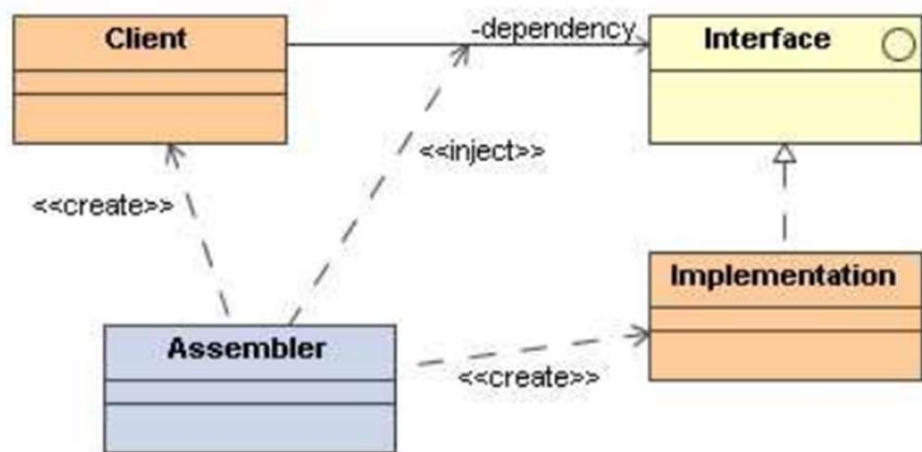 Client
-dependency
Interface
<<inject>>
<<create>>
Implementation
Assembler
<<create>>